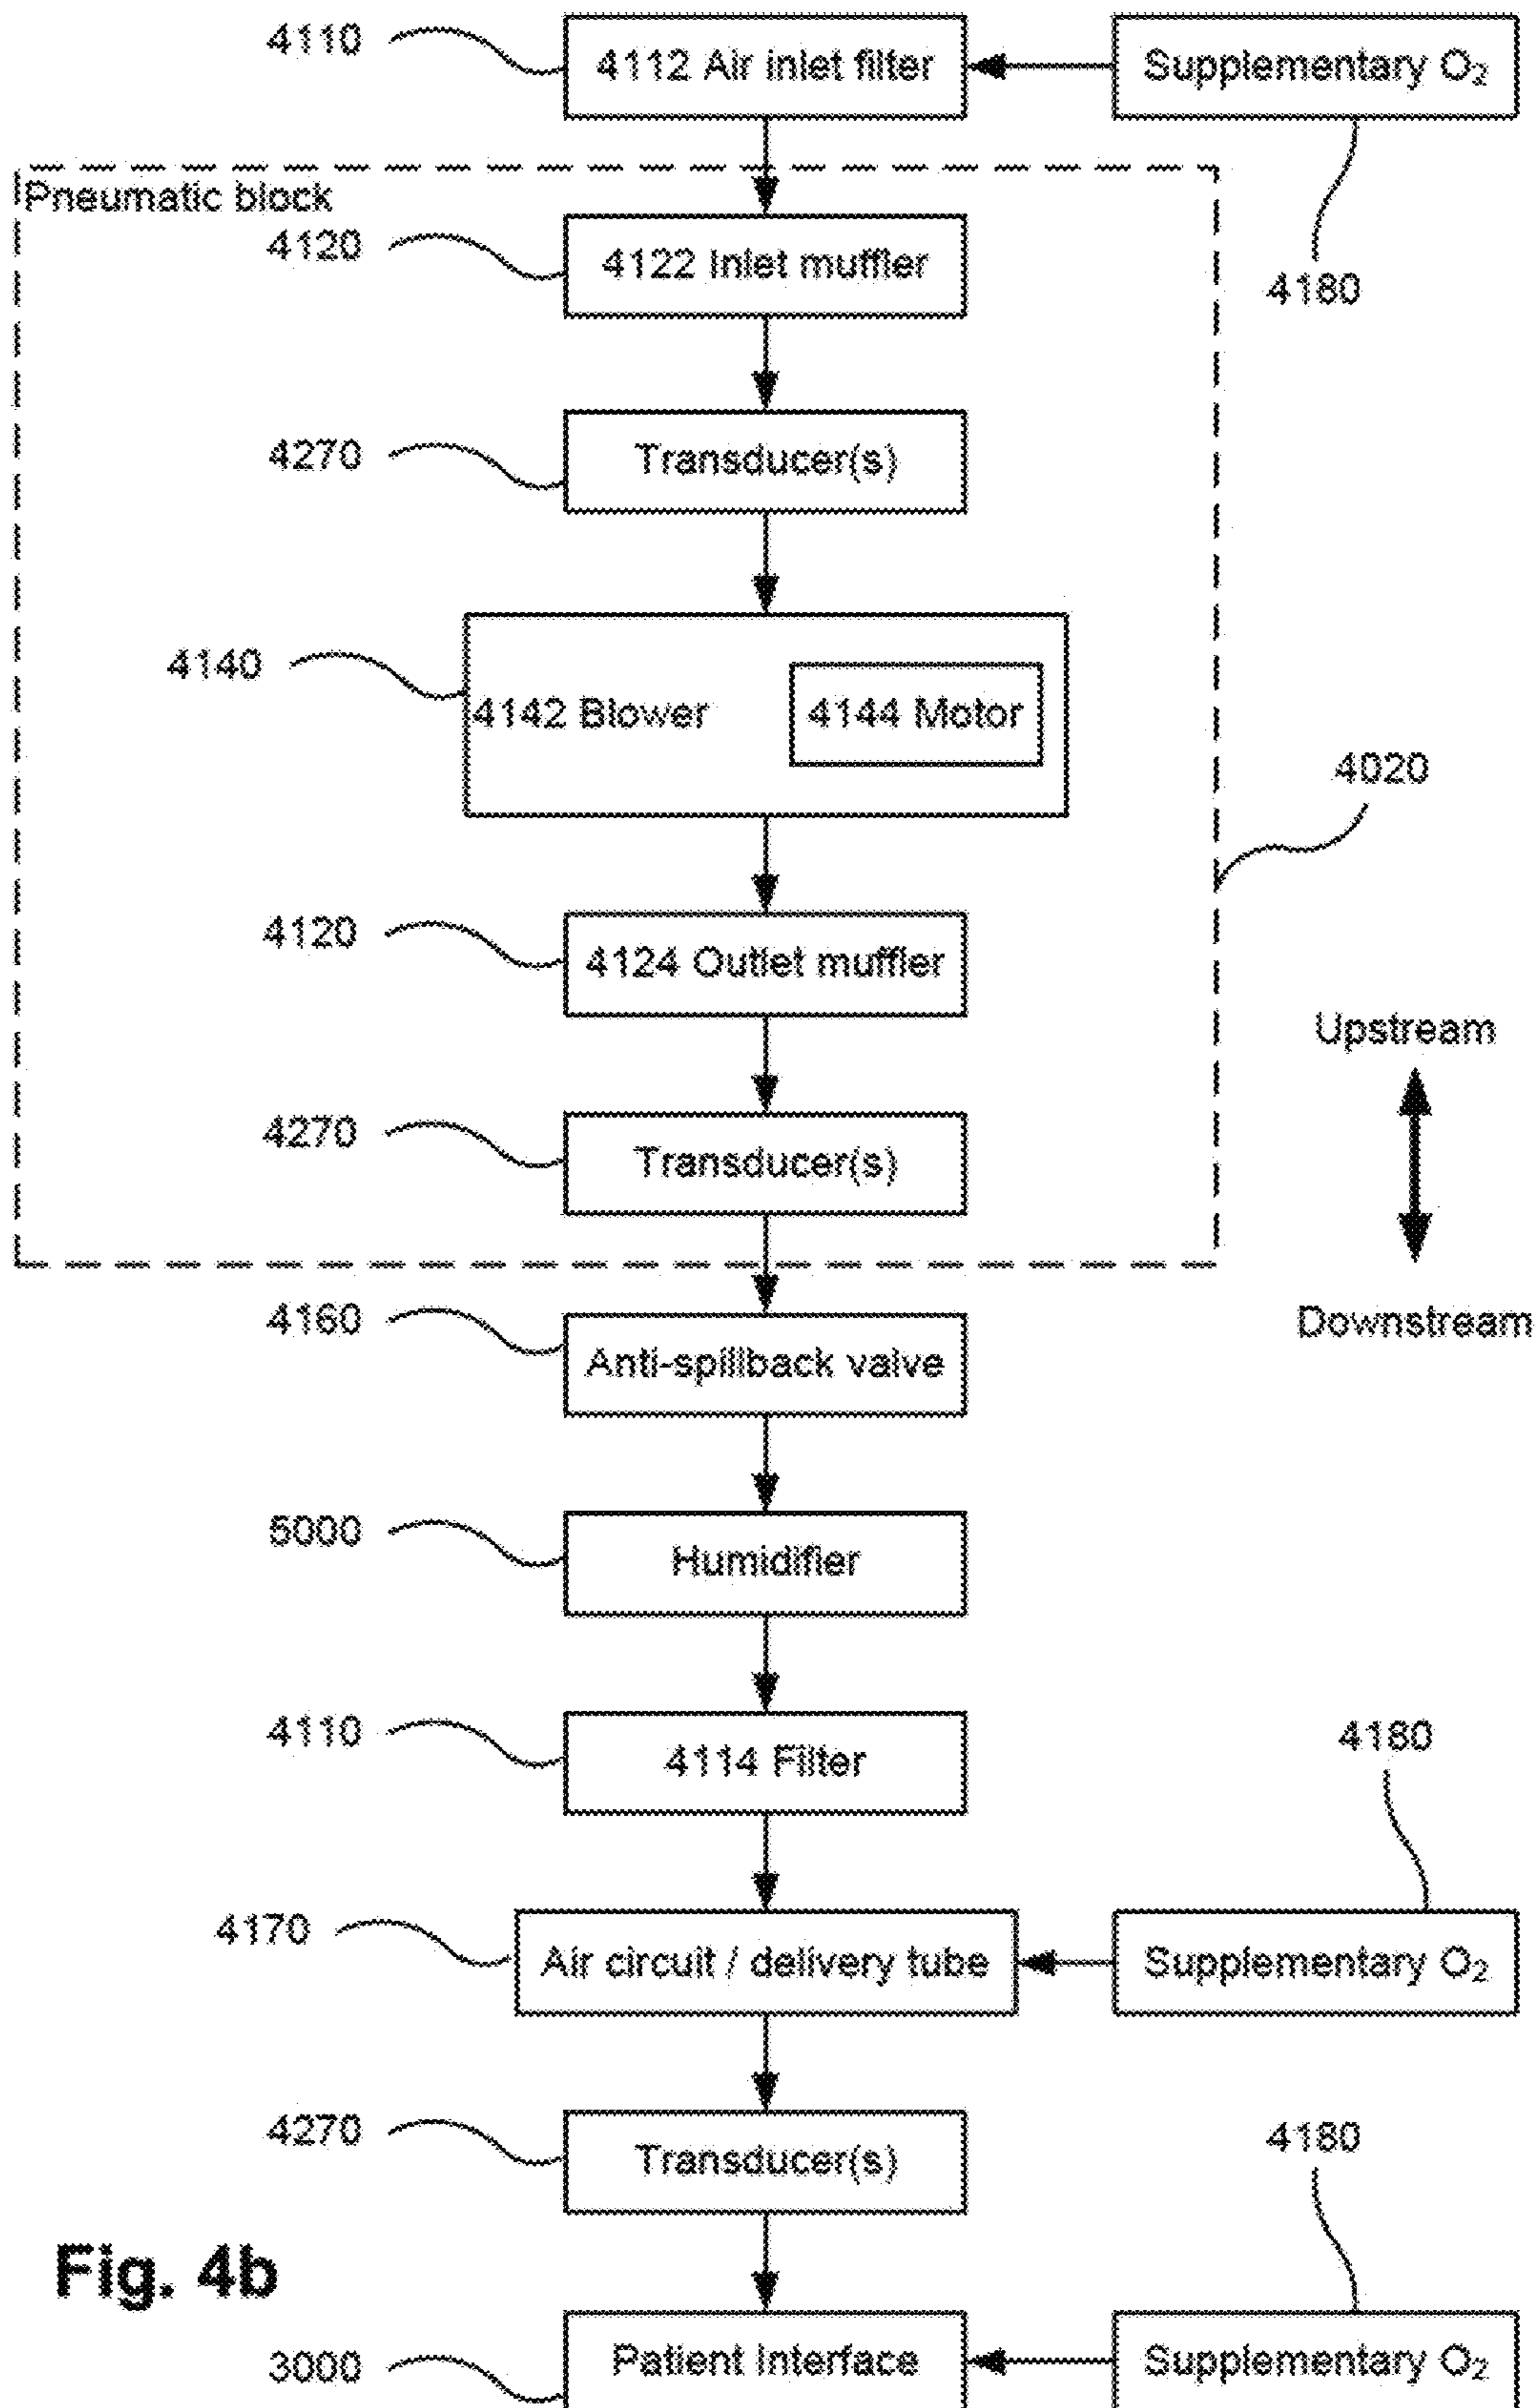 4110
4112 Air inlet filter
Supplementary O₂
Pneumatic block
4120
4122 Inlet muffler
4180
4270
Transducer(s)
4140
4142 Blower
4144 Motor
4020
4120
4124 Outlet muffler
Upstream
4270
Transducer(s)
4160
Downstream
Anti-spillback valve
5000
Humidifier
4110
4114 Filter
4180
4170
Air circuit / delivery tube
Supplementary O₂
4270
Transducer(s)
4180
Fig. 4b
3000
Patient Interface
Supplementary O₂